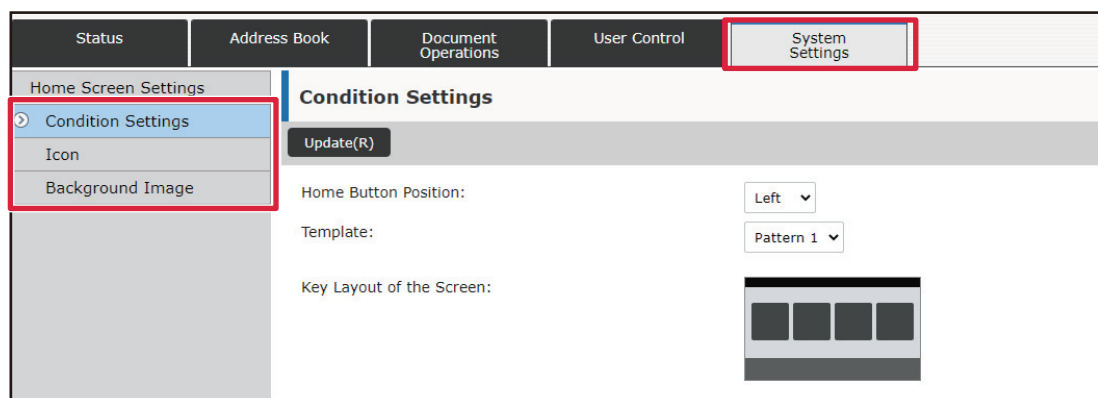 Status
Address Book
Document
Operations
User Control
System
Settings
Home Screen Settings
Condition Settings
Icon
Background Image
Condition Settings
Update(R)
Home Button Position:
Left
Template:
Pattern 1
Key Layout of the Screen: